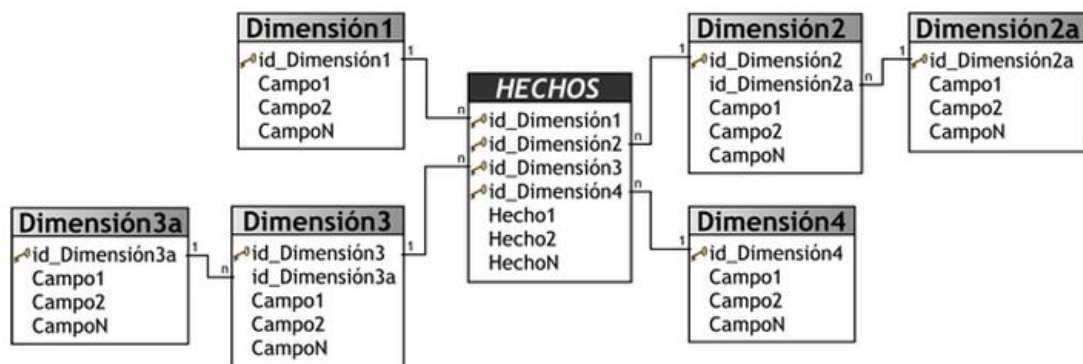 Dimensión1
id_Dimensión1
Campo1
Campo2
CampoN
1
n
HECHOS
id_Dimensión1
id_Dimensión2
id_Dimensión3
id_Dimensión4
Hecho1
Hecho2
HechoN
n
n
n
Dimensión2
id_Dimensión2
id_Dimensión2a
Campo1
Campo2
CampoN
1
n
Dimensión2a
id_Dimensión2a
Campo1
Campo2
CampoN
1
Dimensión3a
id_Dimensión3a
Campo1
Campo2
CampoN
1
n
Dimensión3
id_Dimensión3
id_Dimensión3a
Campo1
Campo2
CampoN
1
Dimensión4
id_Dimensión4
Campo1
Campo2
CampoN
1